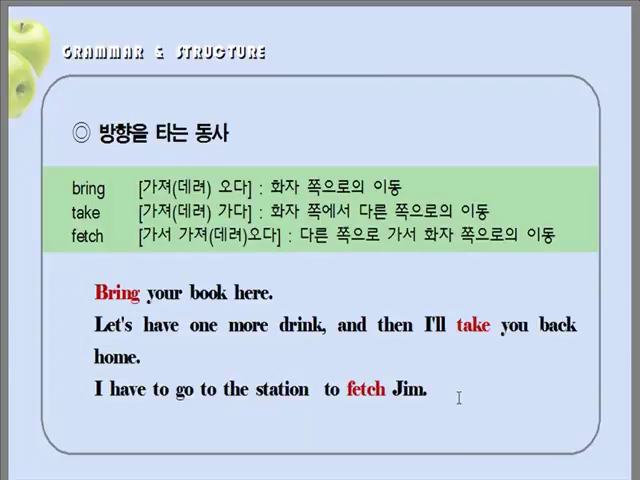 GRAMMAR & STRUCTURE
◎ 방향을 타는 동사
bring [가져(데려) 오다] : 화자 쪽으로의 이동
take [가져(데려) 가다] : 화자 쪽에서 다른 쪽으로의 이동
fetch [가서 가져(데려)오다] : 다른 쪽으로 가서 화자 쪽으로의 이동
Bring your book here.
Let's have one more drink, and then I'll take you back
home.
I have to go to the station to fetch Jim.